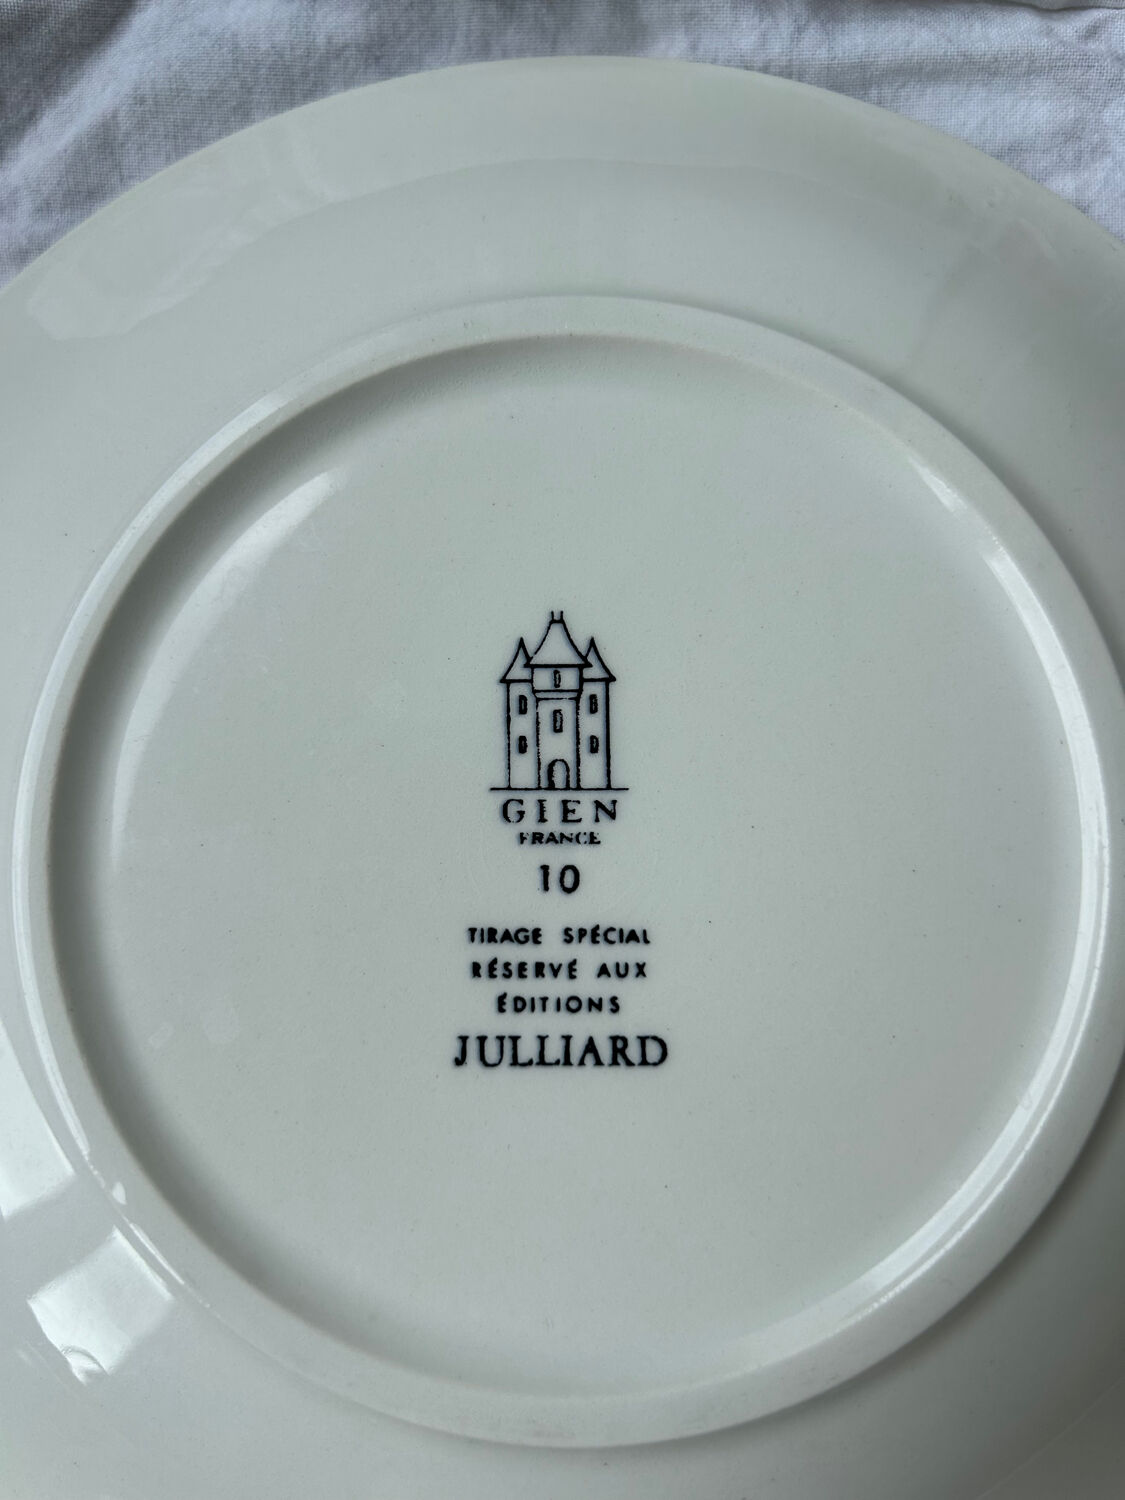 GIEN
FRANCE
10
TIRAGE SPÉCIAL
RÉSERVÉ AUX
ÉDITIONS
JULLIARD